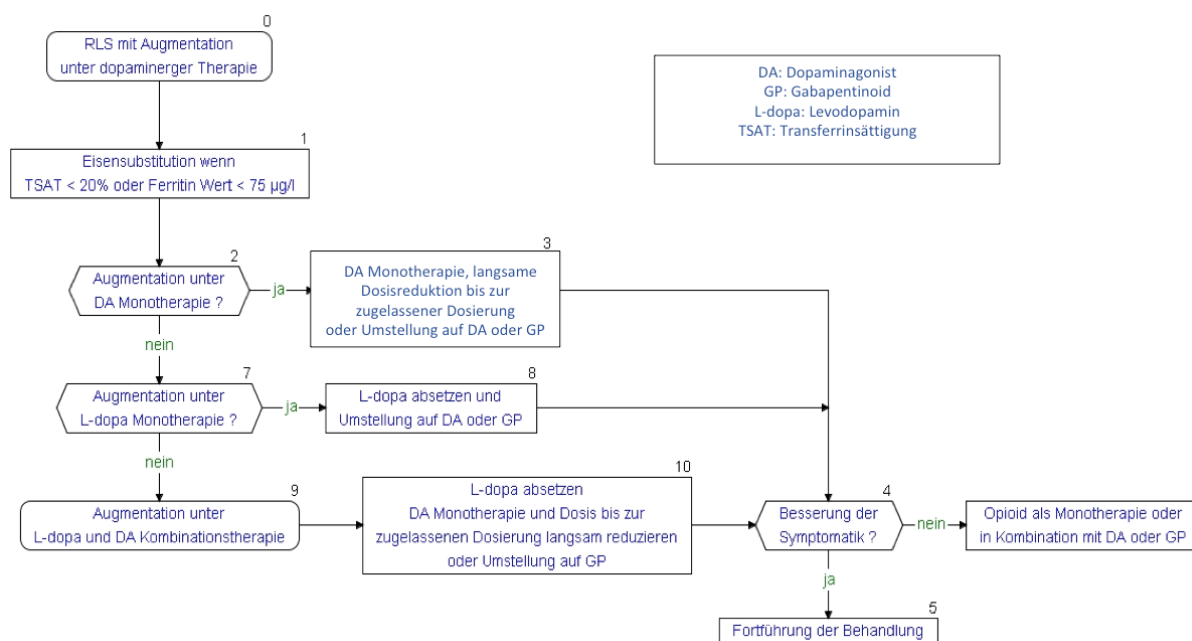 0
RLS mit Augmentation
unter dopaminerger Therapie
DA: Dopaminagonist
GP: Gabapentinoid
L-dopa: Levodopamin
TSAT: Transferrinsättigung
1
Eisensubstitution wenn
TSAT < 20% oder Ferritin Wert < 75 µg/l
2
Augmentation unter
DA Monotherapie ?
ja
3
DA Monotherapie, langsame
Dosisreduktion bis zur
zugelassener Dosierung
oder Umstellung auf DA oder GP
nein
7
Augmentation unter
L-dopa Monotherapie ?
ja
8
L-dopa absetzen und
Umstellung auf DA oder GP
nein
9
Augmentation unter
L-dopa und DA Kombinationstherapie
10
L-dopa absetzen
DA Monotherapie und Dosis bis zur
zugelassenen Dosierung langsam reduzieren
oder Umstellung auf GP
4
Besserung der
Symptomatik ?
nein
6
Opioid als Monotherapie oder
in Kombination mit DA oder GP
ja
5
Fortführung der Behandlung